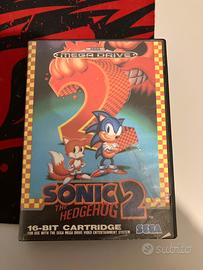 SEGA
MEGA DRIVE
2
SONIC
THE
HEDGEHOG
2
16-BIT CARTRIDGE
FOR USE WITH THE SEGA MEGA DRIVE VIDEO ENTERTAINMENT SYSTEM
SEGA
subito